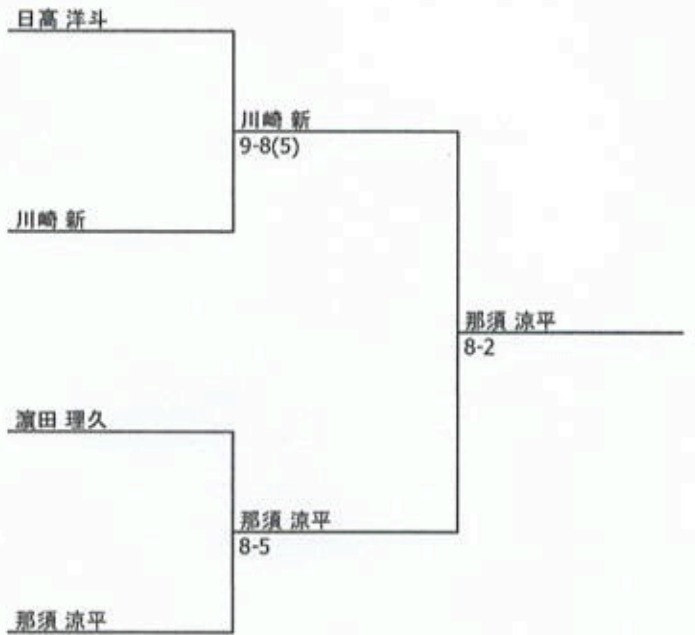 日髙 洋斗
川崎 新
9-8(5)
川崎 新
那須 涼平
8-2
濵田 理久
那須 涼平
8-5
那須 涼平